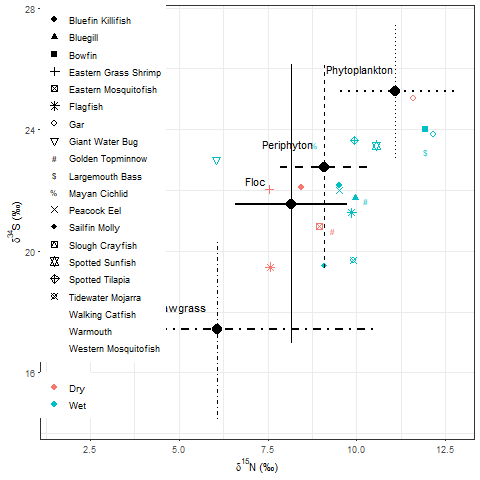 28
24
20
16
δ34S (‰)
Bluefin Killifish
Bluegill
Bowfin
Eastern Grass Shrimp
Eastern Mosquitofish
Flagfish
Gar
Giant Water Bug
# Golden Topminnow
$ Largemouth Bass
% Mayan Cichlid
Peacock Eel
Sailfin Molly
Slough Crayfish
Spotted Sunfish
Spotted Tilapia
Tidewater Mojarra
Walking Catfish
Warmouth
Western Mosquitofish
Dry
Wet
Phytoplankton
Periphyton
%
$
Floc
#
#
awgrass
2.5 5.0 7.5 10.0 12.5
δ15N (‰)